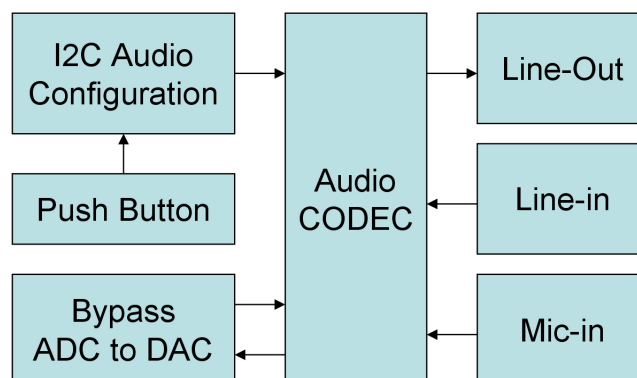 I2C Audio
Configuration
Push Button
Bypass
ADC to DAC
Audio
CODEC
Line-Out
Line-in
Mic-in